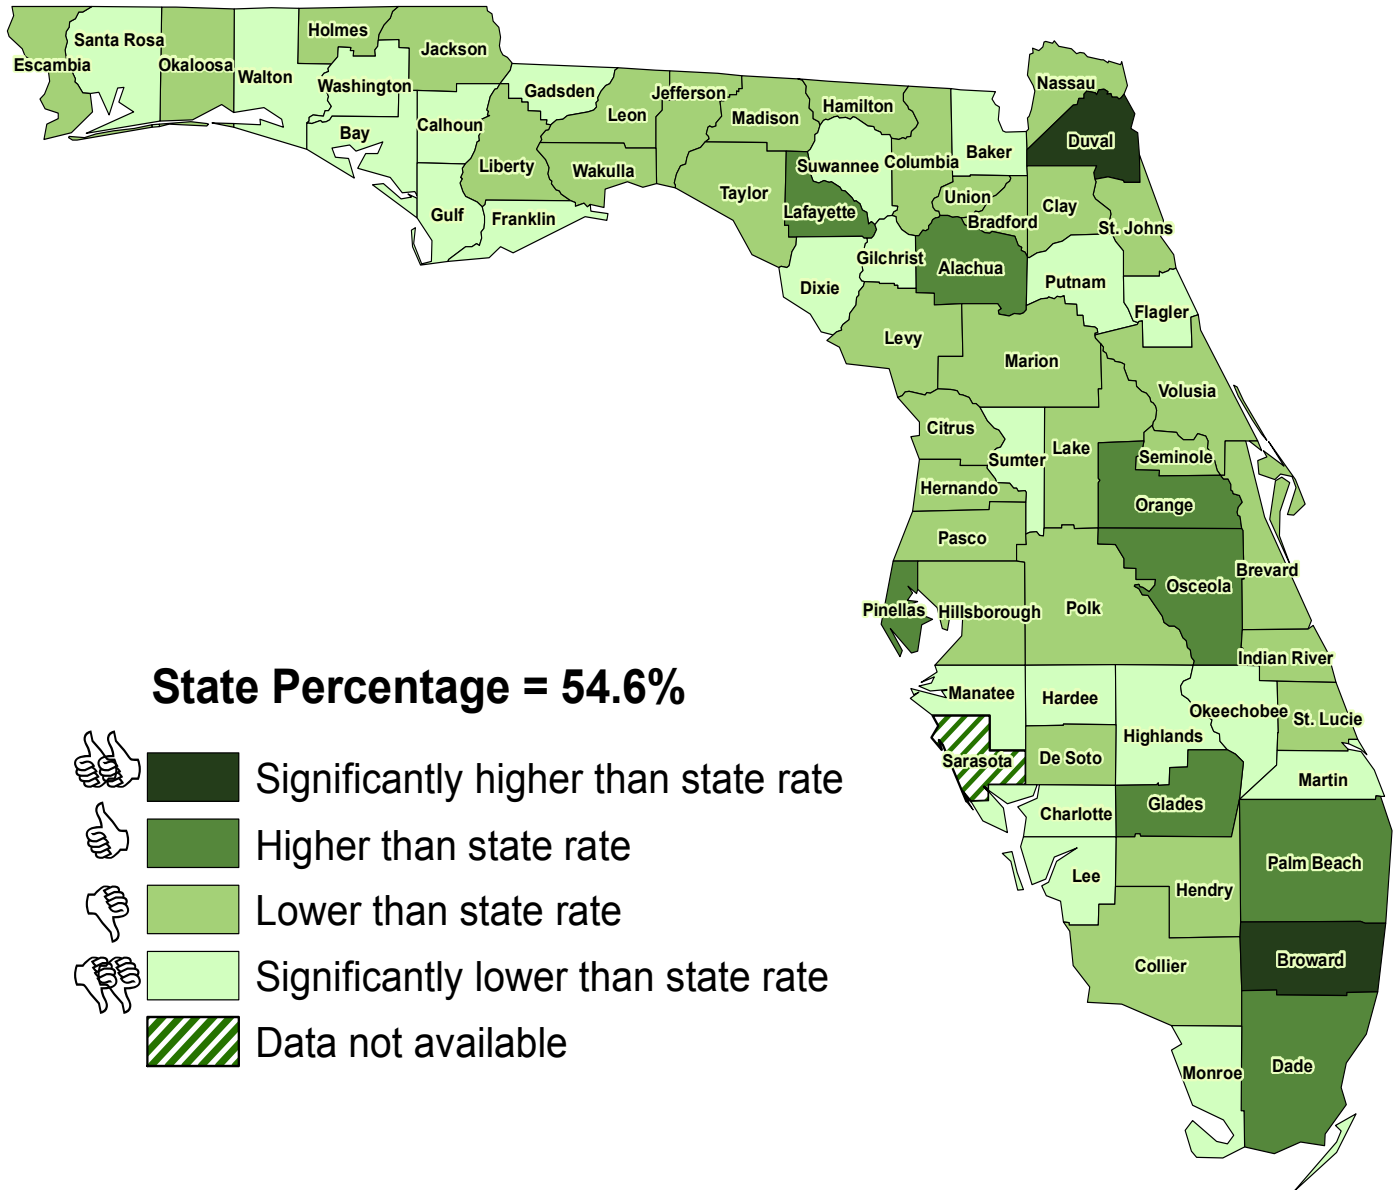 Holmes
Santa Rosa
Jackson
Escambia
Okaloosa
Walton
Washington
Gadsden
Jefferson
Nassau
Leon
Madison
Hamilton
Calhoun
Bay
Duval
Liberty
Wakulla
Suwannee
Columbia
Baker
Taylor
Union
Lafayette
Clay
Gulf
Franklin
Bradford
St. Johns
Gilchrist
Alachua
Dixie
Putnam
Flagler
Levy
Marion
Volusia
Citrus
Lake
Sumter
Seminole
Hernando
Orange
Pasco
Brevard
Osceola
Pinellas
Hillsborough
Polk
Indian River
State Percentage = 54.6%
Manatee
Hardee
Okeechobee
St. Lucie
Highlands
Sarasota
De Soto
Significantly higher than state rate
Martin
Glades
Charlotte
Higher than state rate
Palm Beach
Lee
Hendry
Lower than state rate
Collier
Broward
Significantly lower than state rate
Data not available
Monroe
Dade